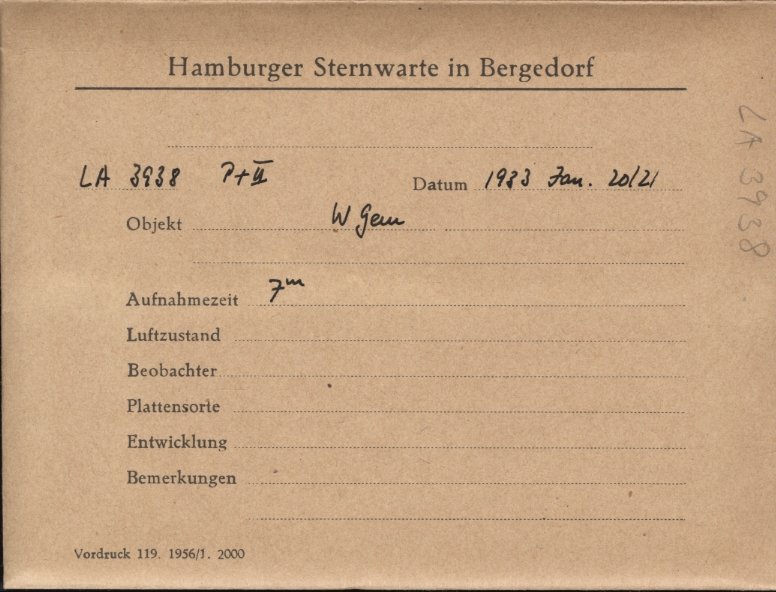 Hamburger Sternwarte in Bergedorf
LA 3938 P+II Datum 1933 Jan. 20/21
Objekt W Gem
Aufnahmezeit 7m
Luftzustand
Beobachter
Plattensorte
Entwicklung
Bemerkungen
Vordruck 119. 1956/1. 2000
LA 3938